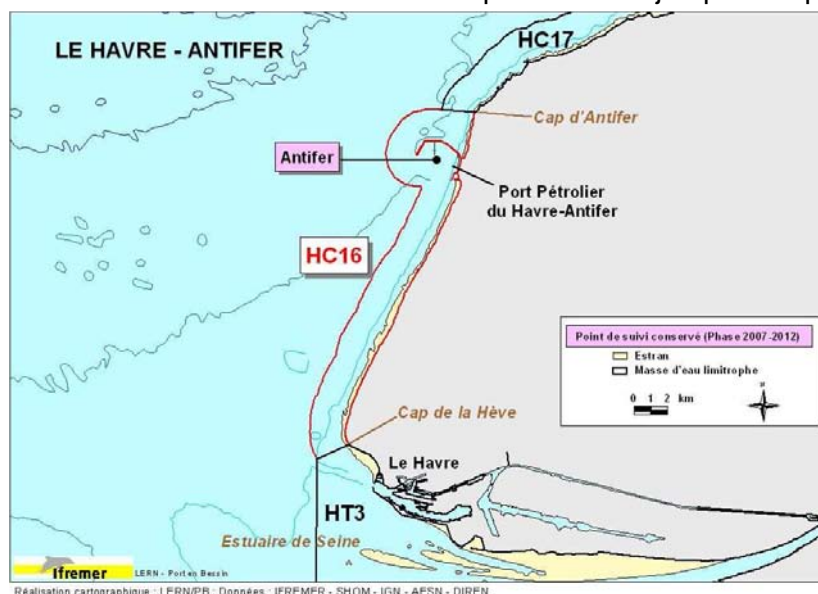 LE HAVRE - ANTIFER
HC17
Cap d'Antifer
Antifer
Port Pétrolier
du Havre-Antifer
HC16
Point de suivi conservé (Phase 2007-2012)
Estran
Masse d'eau limitrophe
N
0 1 2 km
Cap de la Hève
Le Havre
HT3
Estuaire de Seine
Ifremer
LERN - Port en Bessin
Réalisation cartographique : LERN/PB ; Données : IFREMER - SHOM - IGN - AESN - DIREN